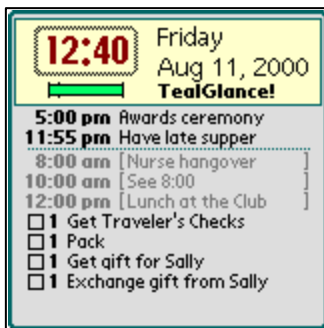 12:40
Friday
Aug 11, 2000
TealGlance!
5:00 pm Awards ceremony
11:55 pm Have late supper
8:00 am [Nurse hangover ]
10:00 am [See 8:00 ]
12:00 pm [Lunch at the Club ]
1 Get Traveler's Checks
1 Pack
1 Get gift for Sally
1 Exchange gift from Sally